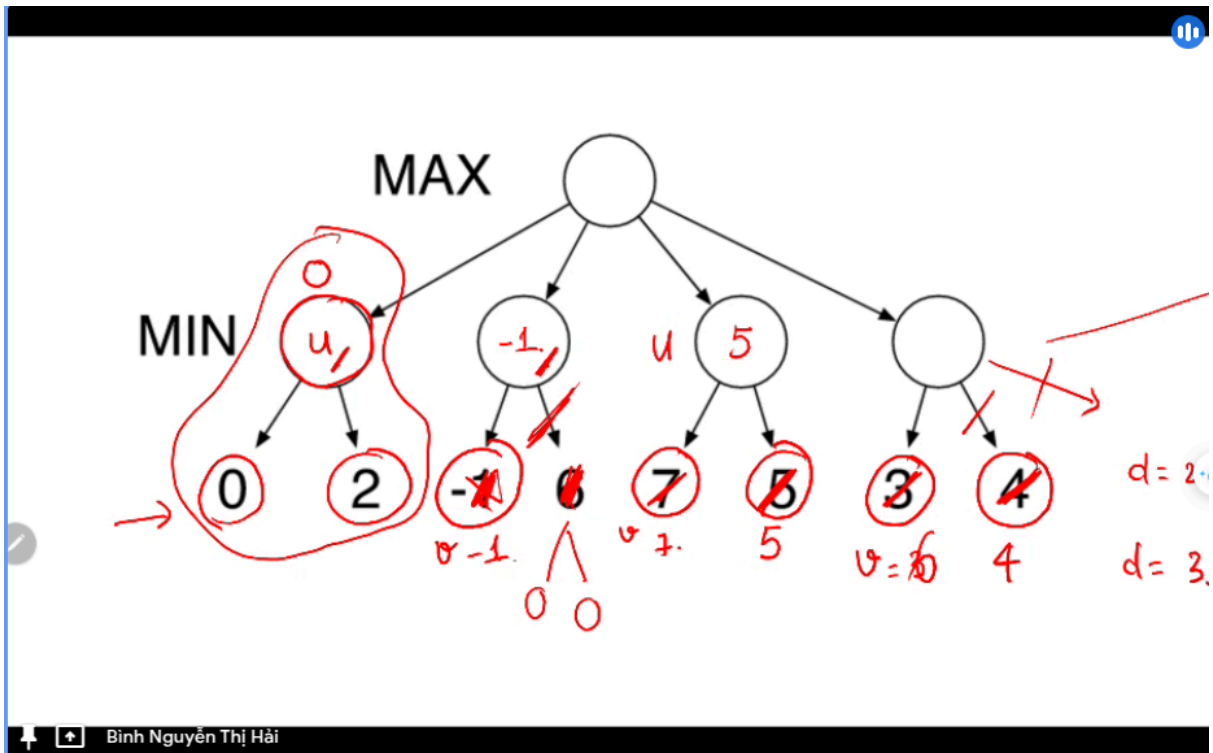 MAX
0
MIN
u
-1.
u
5
0
2
-1
6
7
5
3
4
d = 2
v -1.
v 7.
5
v =
4
d = 3.
0 0
Bình Nguyễn Thị Hải